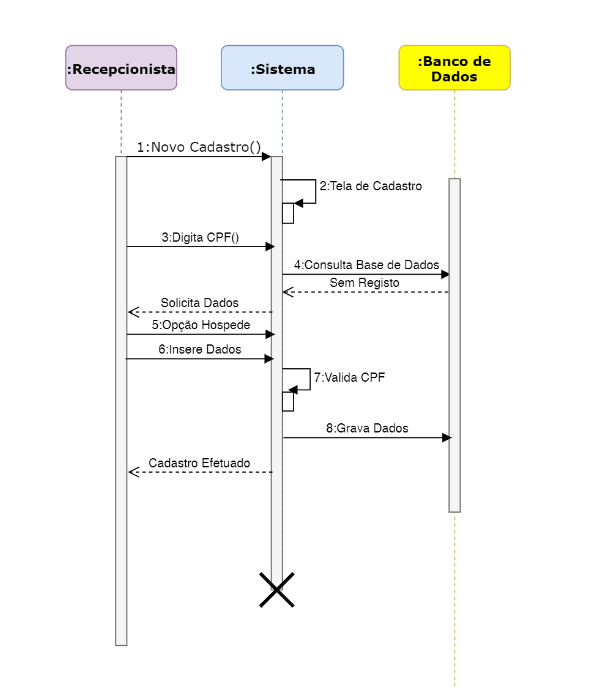 :Recepcionista
:Sistema
:Banco de
Dados
1:Novo Cadastro()
2:Tela de Cadastro
3:Digita CPF()
4:Consulta Base de Dados
Sem Registo
Solicita Dados
5:Opção Hospede
6:Insere Dados
7:Valida CPF
8:Grava Dados
Cadastro Efetuado